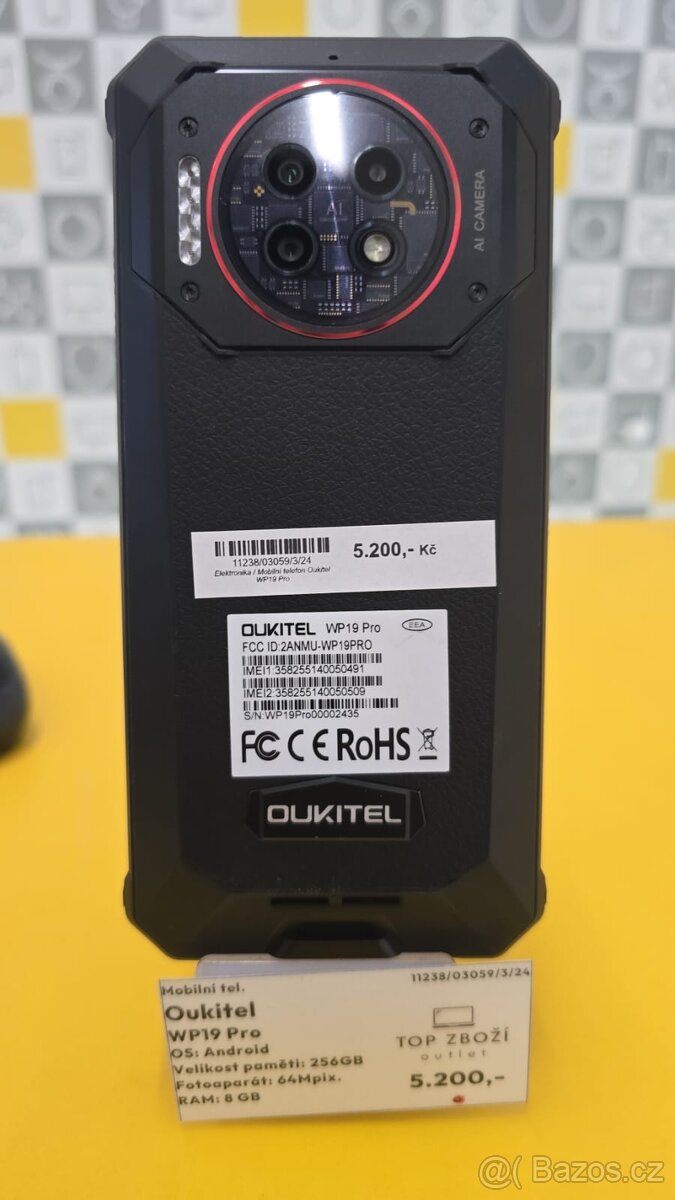 AI
AI CAMERA
11238/03059/3/24
5.200,- Kč
Elektronika / Mobilní telefon Oukitel
WP19 Pro
OUKITEL WP19 Pro EEA
FCC ID:2ANMU-WP19PRO
IMEI1:358255140050491
IMEI2:358255140050509
S/N:WP19Pro00002435
FC CE RoHS
OUKITEL
11238/03059/3/24
Mobilní tel.
Oukitel
WP19 Pro
OS: Android
Velikost paměti: 256GB
Fotoaparát: 64Mpix.
RAM: 8 GB
TOP ZBOŽÍ
outlet
5.200,-
@( Bazos.cz